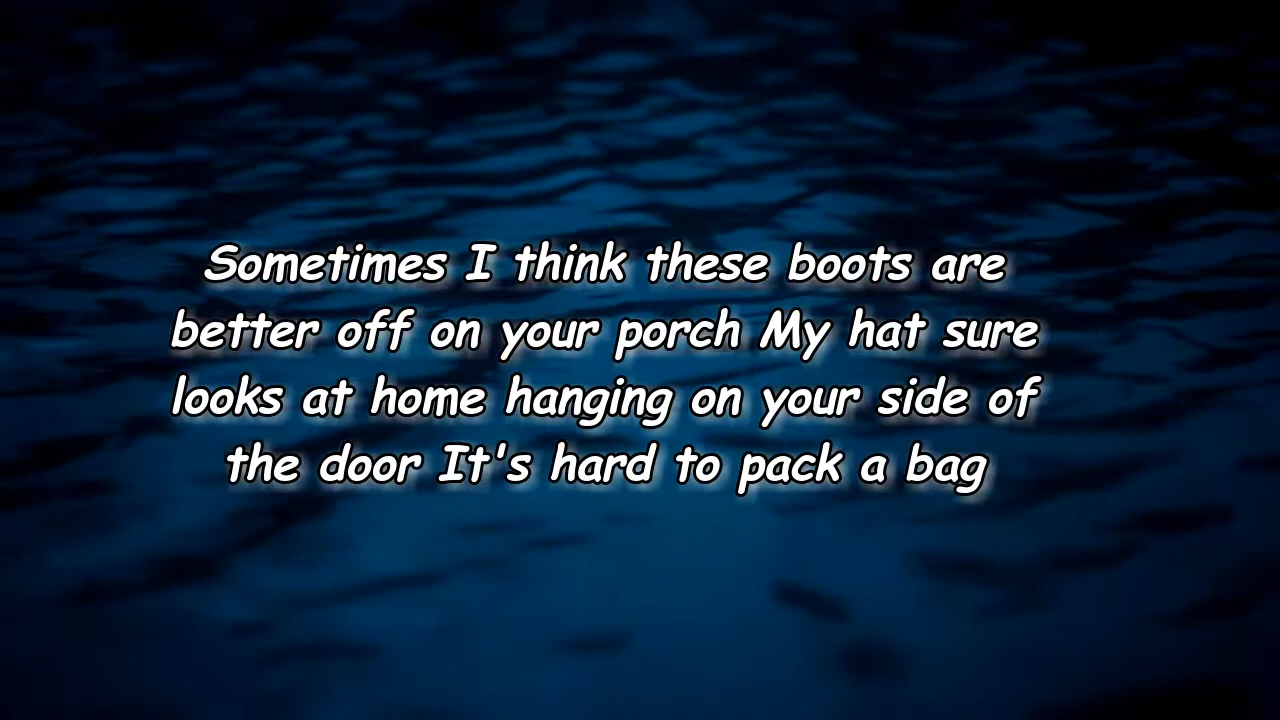 Sometimes I think these boots are
better off on your porch My hat sure
looks at home hanging on your side of
the door It's hard to pack a bag